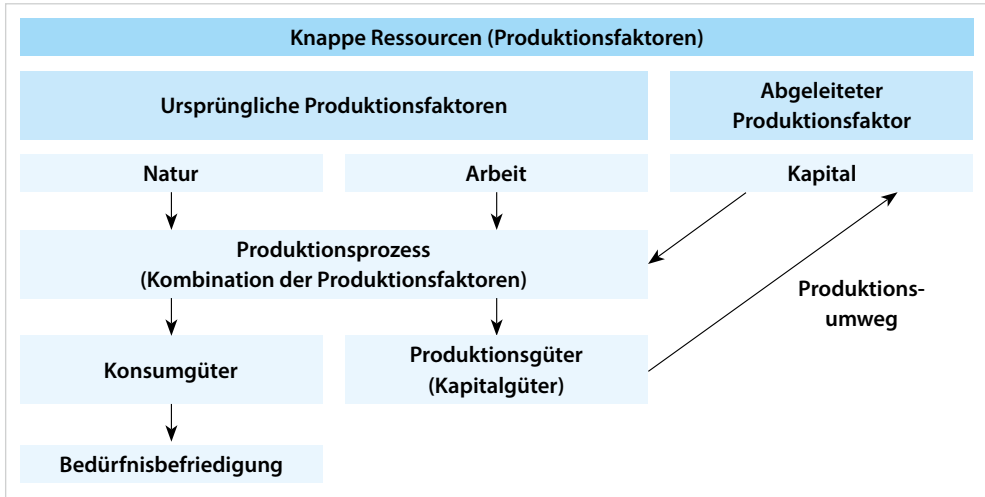 Knappe Ressourcen (Produktionsfaktoren)
Ursprüngliche Produktionsfaktoren
Abgeleiteter
Produktionsfaktor
Natur
Arbeit
Kapital
Produktionsprozess
(Kombination der Produktionsfaktoren)
Produktions-
umweg
Konsumgüter
Produktionsgüter
(Kapitalgüter)
Bedürfnisbefriedigung